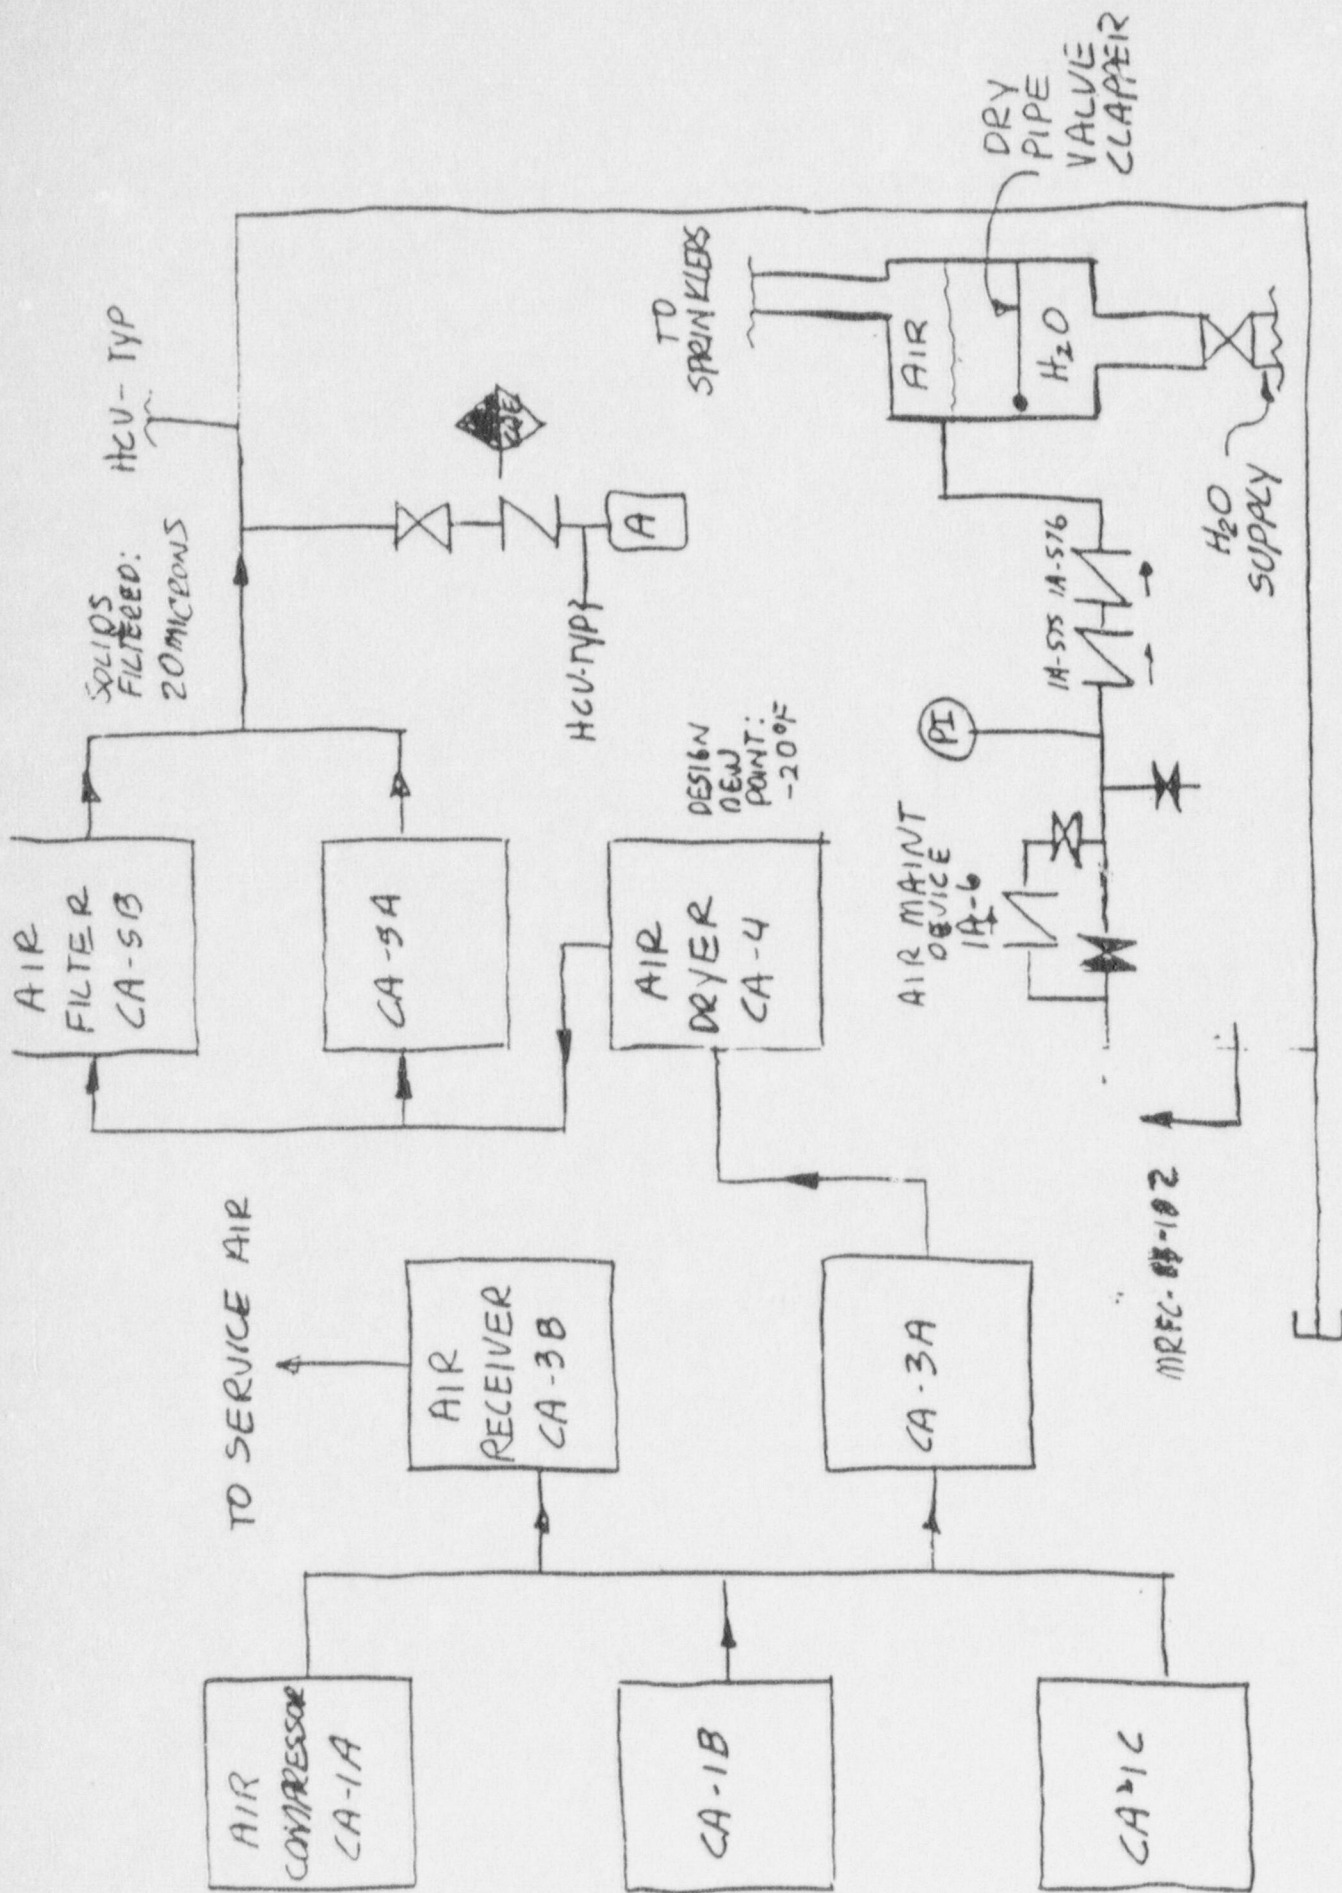 AIR
COMPRESSOR
CA-1A
CA-1B
CA-1C
TO SERVICE AIR
AIR
RECEIVER
CA-3B
CA-3A
AIR
FILTER
CA-5B
CA-5A
AIR
DRYER
CA-4
DESIGN
DEW
POINT:
-20°F
SOLIDS
FILTERED:
20 MICRONS
HCU-TYP
HCU-TYP
A
AIR MAINT
DEVICE
IA-6
PI
IA-575
IA-576
TO
SPRINKLERS
AIR
H₂O
DRY
PIPE
VALVE
CLAPPER
H₂O
SUPPLY